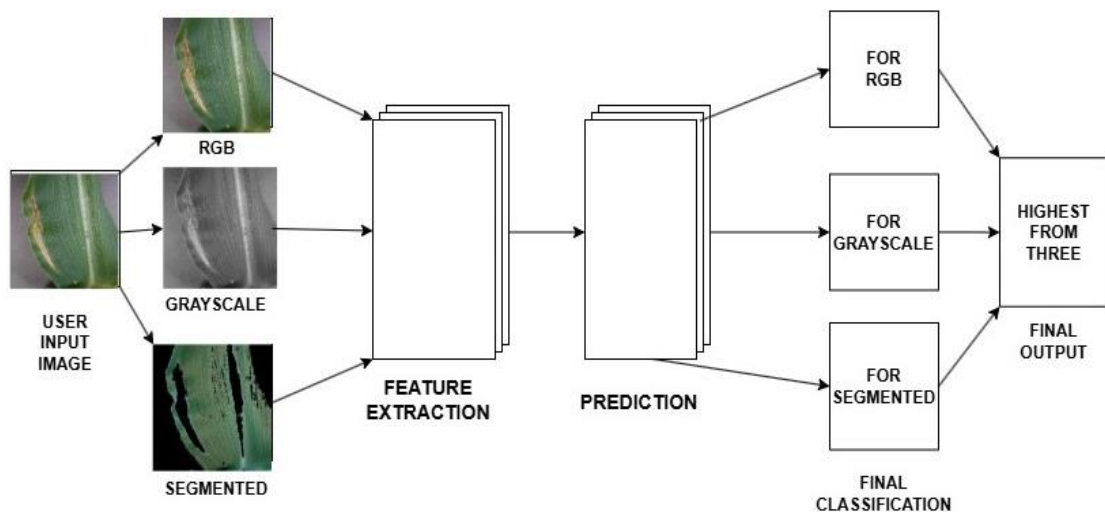 RGB
GRAYSCALE
SEGMENTED
USER
INPUT
IMAGE
FEATURE
EXTRACTION
PREDICTION
FOR
RGB
FOR
GRAYSCALE
FOR
SEGMENTED
FINAL
CLASSIFICATION
HIGHEST
FROM
THREE
FINAL
OUTPUT